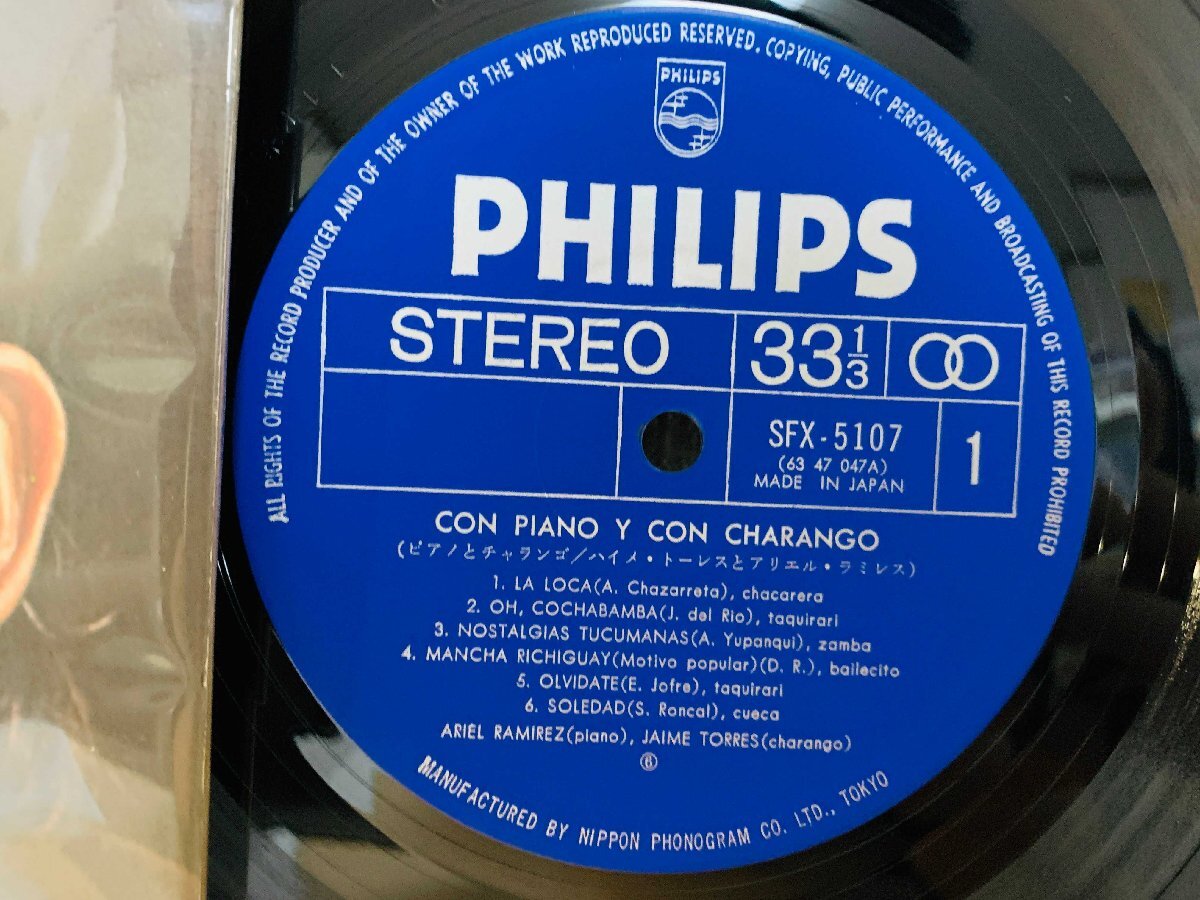 ALL RIGHTS OF THE RECORD PRODUCER AND OF THE OWNER OF THE WORK REPRODUCED RESERVED. COPYING, PUBLIC PERFORMANCE AND BROADCASTING OF THIS RECORD PROHIBITED
PHILIPS
PHILIPS
STEREO 33 1/3
SFX-5107
(63 47 047A)
MADE IN JAPAN
1
CON PIANO Y CON CHARANGO
(ピアノとチャランゴ/ハイメ・トーレスとアリエル・ラミレス)
1. LA LOCA(A. Chazarreta), chacarera
2. OH, COCHABAMBA(J. del Rio), taquirari
3. NOSTALGIAS TUCUMANAS(A. Yupanqui), zamba
4. MANCHA RICHIGUAY(Motivo popular)(D. R.), bailecito
5. OLVIDATE(E. Jofre), taquirari
6. SOLEDAD(S. Roncal), cueca
ARIEL RAMIREZ(piano), JAIME TORRES(charango)
MANUFACTURED BY NIPPON PHONOGRAM CO. LTD., TOKYO